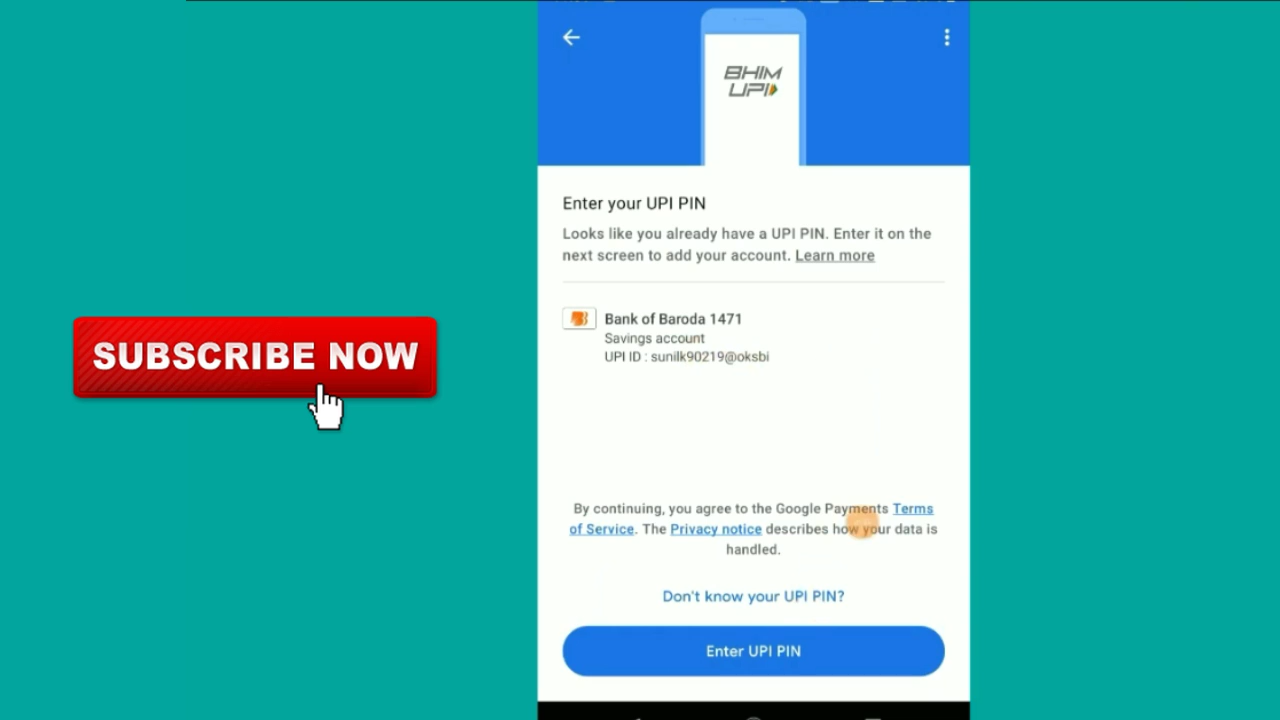 BHIM
UPI
Enter your UPI PIN
Looks like you already have a UPI PIN. Enter it on the
next screen to add your account. Learn more
Bank of Baroda 1471
Savings account
UPI ID : sunilk90219@oksbi
SUBSCRIBE NOW
By continuing, you agree to the Google Payments Terms
of Service. The Privacy notice describes how your data is
handled.
Don't know your UPI PIN?
Enter UPI PIN